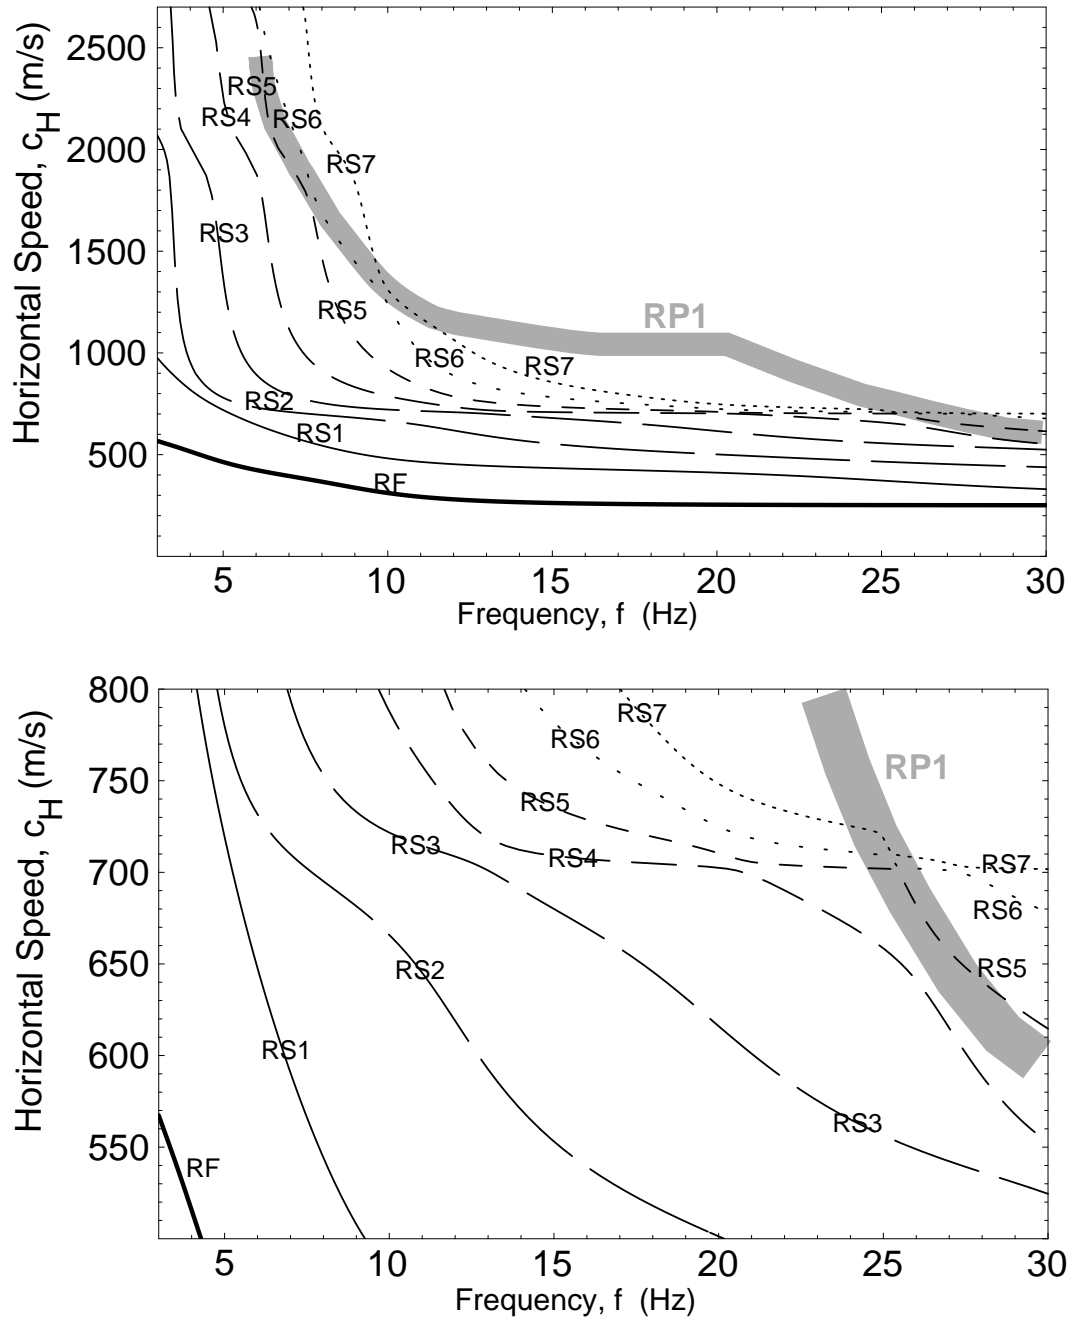 Horizontal Speed, c_H (m/s)
2500
2000
1500
1000
500
RS5
RS4
RS6
RS7
RS3
RS5
RP1
RS6
RS7
RS2
RS1
RF
5 10 15 20 25 30
Frequency, f (Hz)
Horizontal Speed, c_H (m/s)
800
750
700
650
600
550
RS7
RS6
RP1
RS5
RS3
RS4
RS7
RS6
RS2
RS5
RS1
RS3
RF
5 10 15 20 25 30
Frequency, f (Hz)